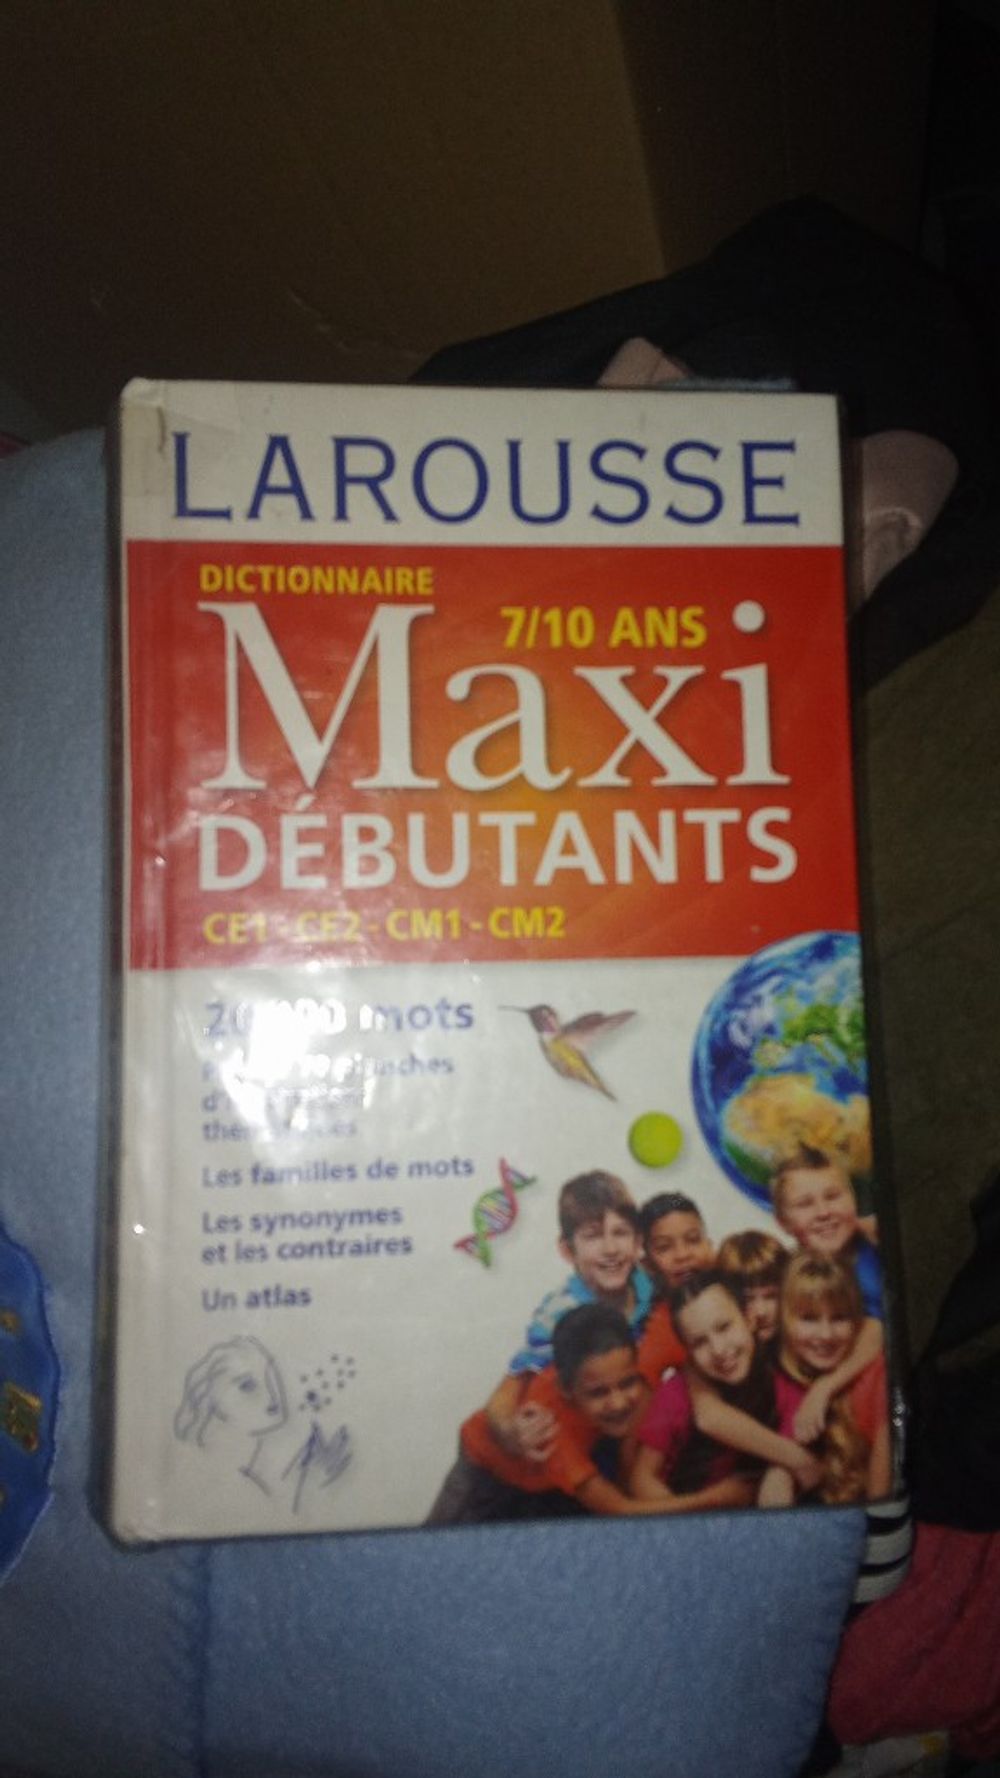 LAROUSSE
DICTIONNAIRE
7/10 ANS
Maxi
DÉBUTANTS
CE1 - CE2 - CM1 - CM2
mots
Les familles de mots
Les synonymes
et les contraires
Un atlas